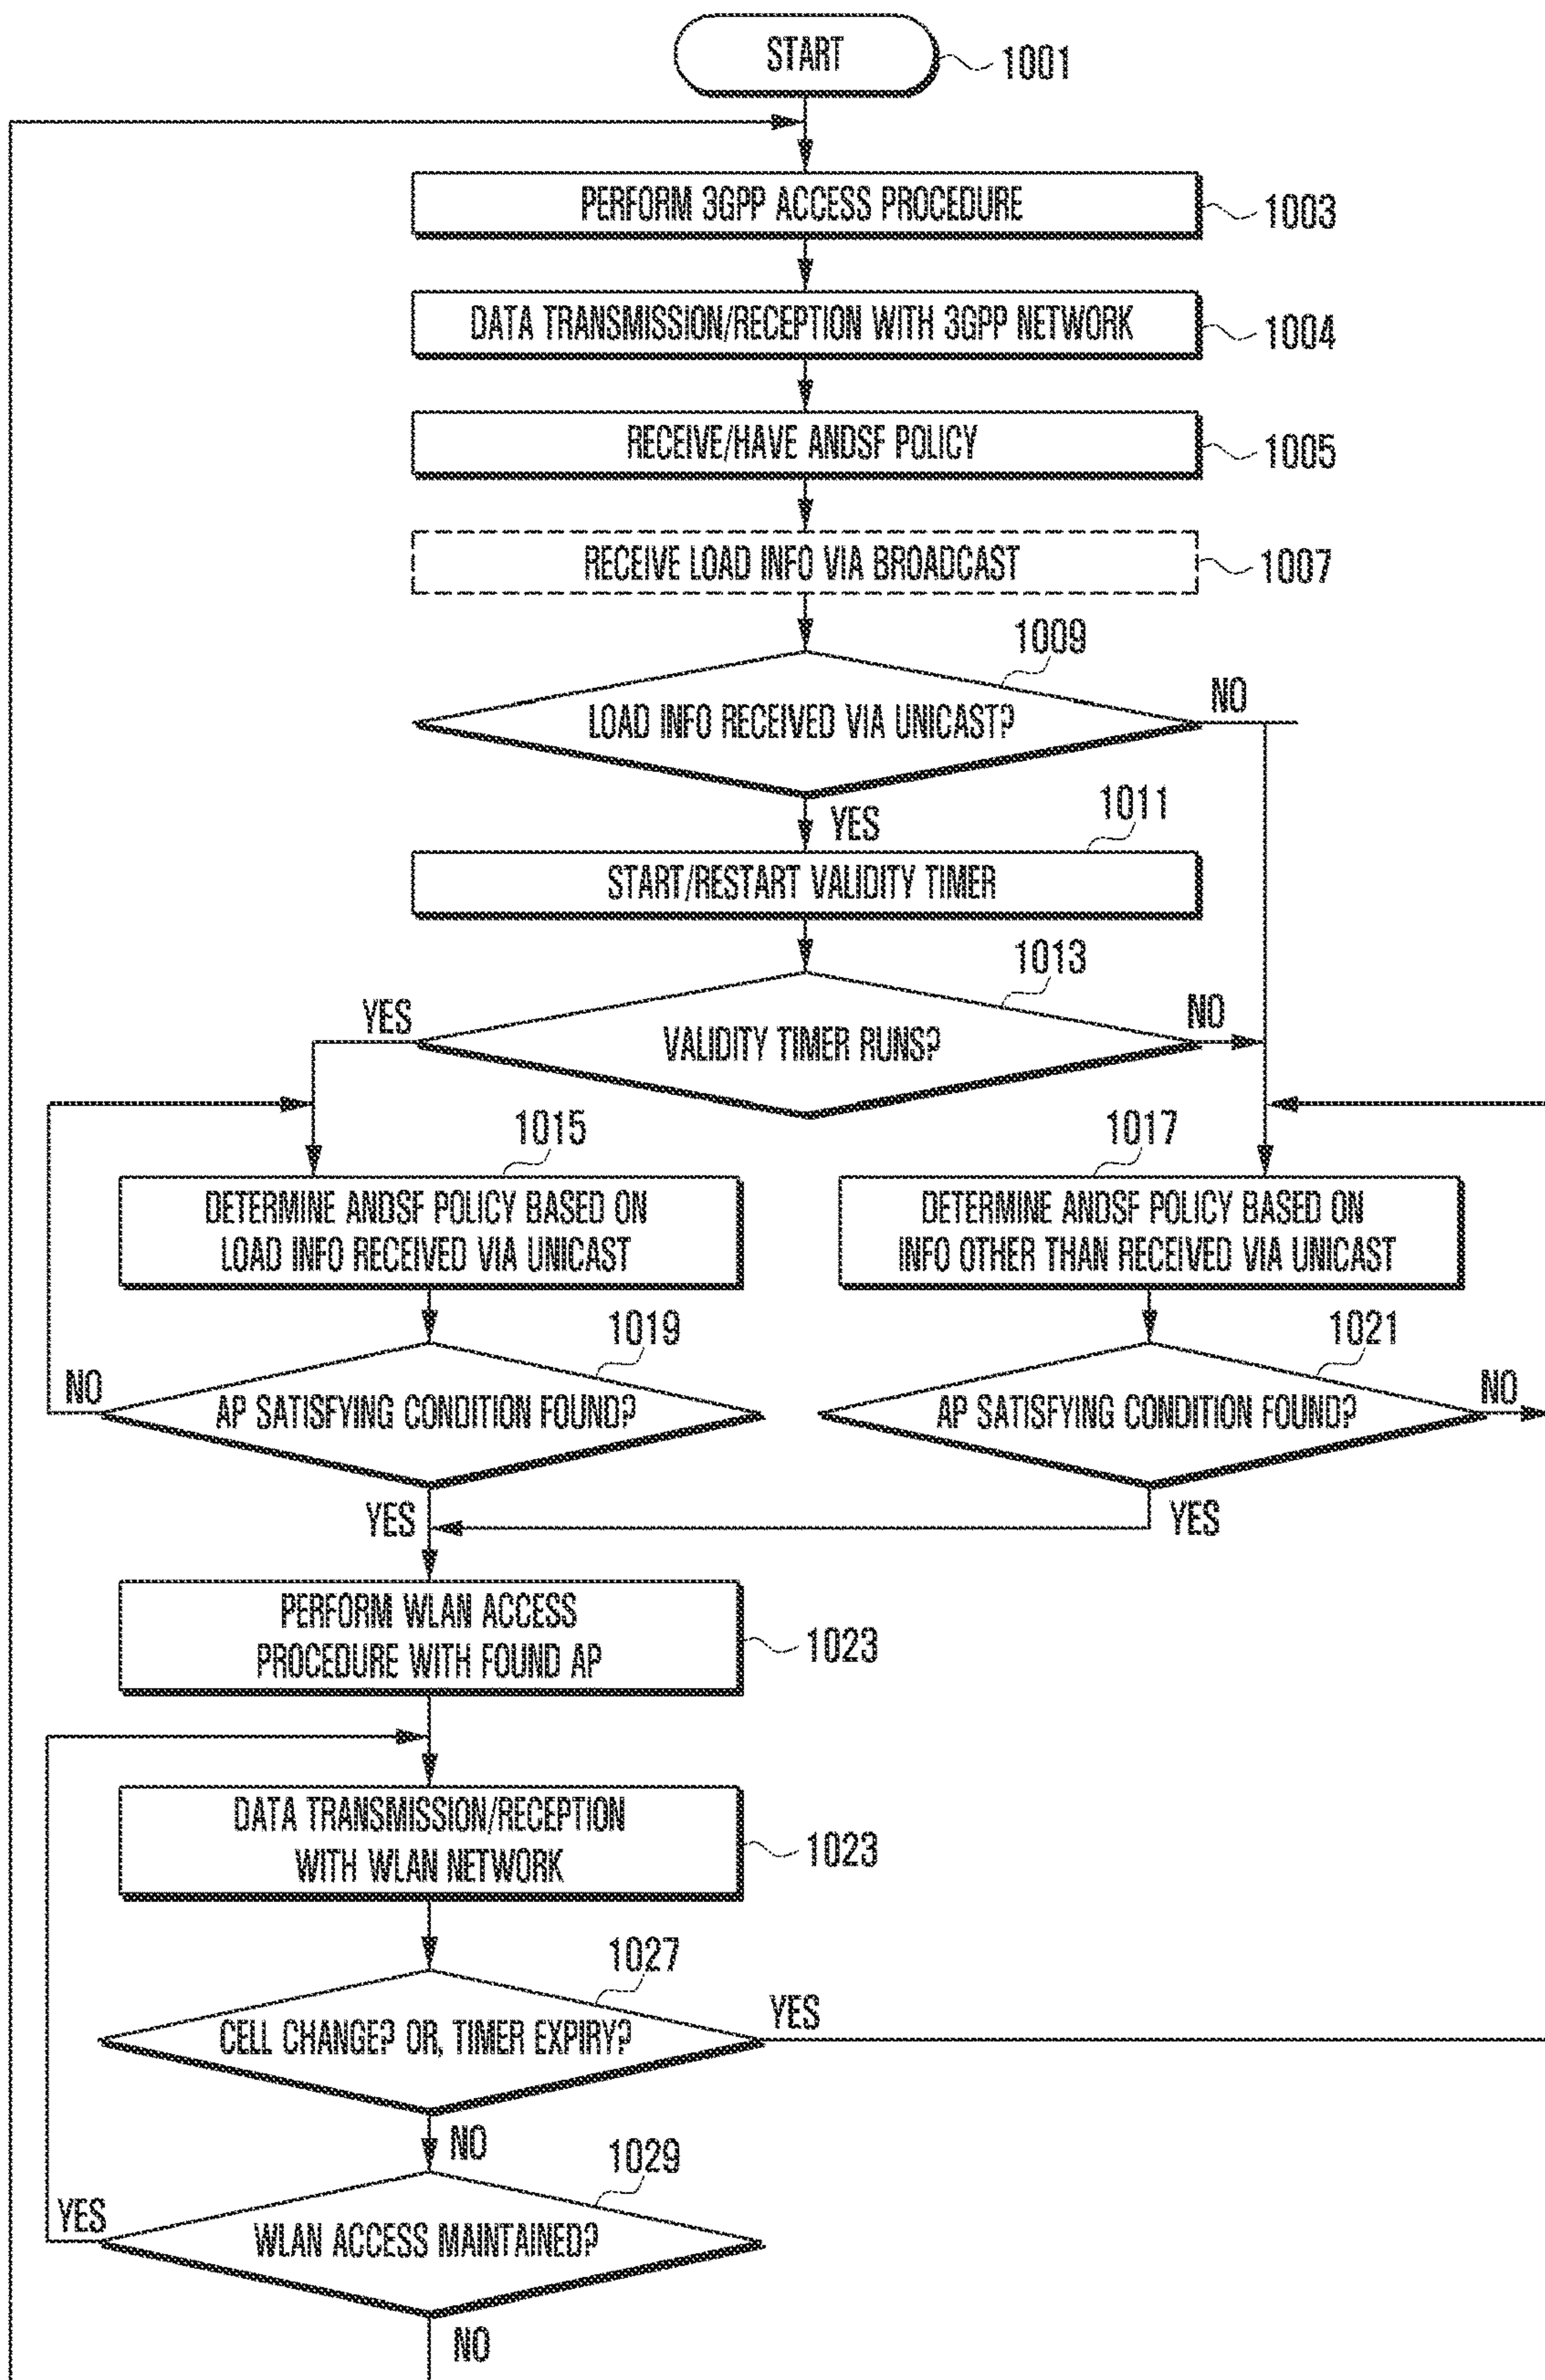 START
1001
PERFORM 3GPP ACCESS PROCEDURE
1003
DATA TRANSMISSION/RECEPTION WITH 3GPP NETWORK
1004
RECEIVE/HAVE ANDSF POLICY
1005
RECEIVE LOAD INFO VIA BROADCAST
1007
1009
LOAD INFO RECEIVED VIA UNICAST?
NO
YES
1011
START/RESTART VALIDITY TIMER
1013
YES
VALIDITY TIMER RUNS?
NO
1015
DETERMINE ANDSF POLICY BASED ON
LOAD INFO RECEIVED VIA UNICAST
1017
DETERMINE ANDSF POLICY BASED ON
INFO OTHER THAN RECEIVED VIA UNICAST
1019
NO
AP SATISFYING CONDITION FOUND?
YES
1021
AP SATISFYING CONDITION FOUND?
NO
YES
PERFORM WLAN ACCESS
PROCEDURE WITH FOUND AP
1023
DATA TRANSMISSION/RECEPTION
WITH WLAN NETWORK
1023
1027
CELL CHANGE? OR, TIMER EXPIRY?
YES
NO
1029
YES
WLAN ACCESS MAINTAINED?
NO